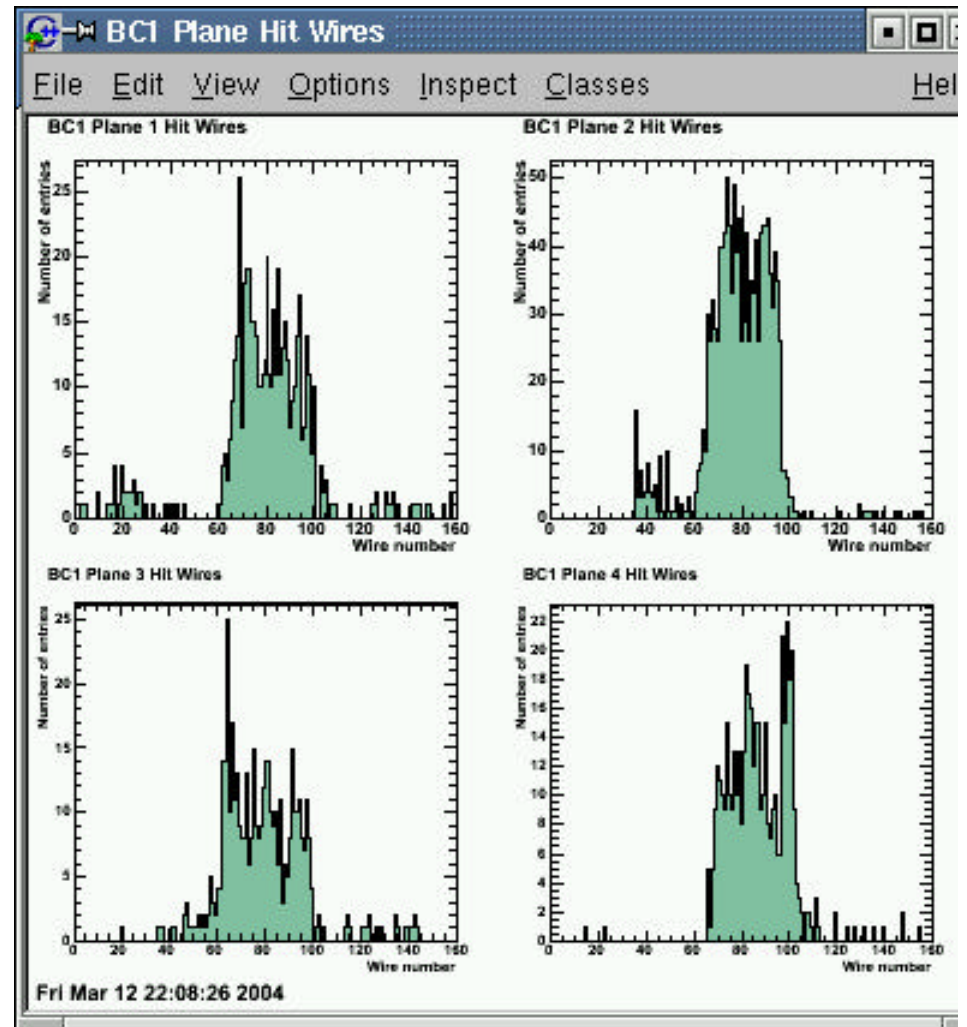 BC1 Plane Hit Wires
File Edit View Options Inspect Classes Hel
BC1 Plane 1 Hit Wires
Number of entries
25
20
15
10
5
0
0 20 40 60 80 100 120 140 160
Wire number
BC1 Plane 2 Hit Wires
Number of entries
50
40
30
20
10
0
0 20 40 60 80 100 120 140 160
Wire number
BC1 Plane 3 Hit Wires
Number of entries
25
20
15
10
5
0
0 20 40 60 80 100 120 140 160
Wire number
BC1 Plane 4 Hit Wires
Number of entries
22
20
18
16
14
12
10
8
6
4
2
0
0 20 40 60 80 100 120 140 160
Wire number
Fri Mar 12 22:08:26 2004